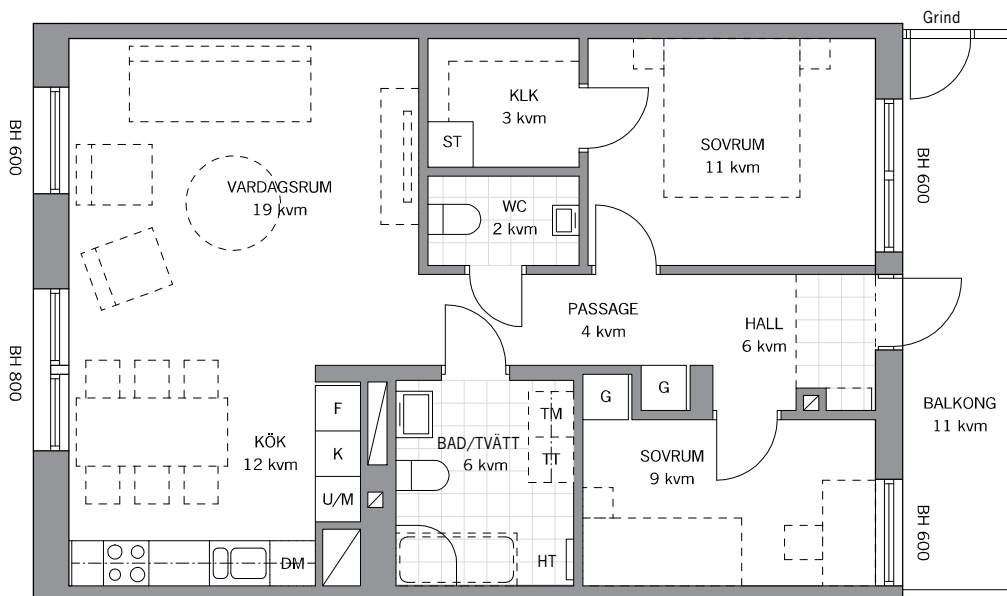 Grind
BH 600
KLK
3 kvm
ST
SOVRUM
11 kvm
BH 600
VARDAGSRUM
19 kvm
WC
2 kvm
PASSAGE
4 kvm
HALL
6 kvm
BH 800
F
G
G
BALKONG
11 kvm
TM
KÖK
12 kvm
K
BAD/TVÄTT
6 kvm
TT
SOVRUM
9 kvm
U/M
BH 600
DM
HT